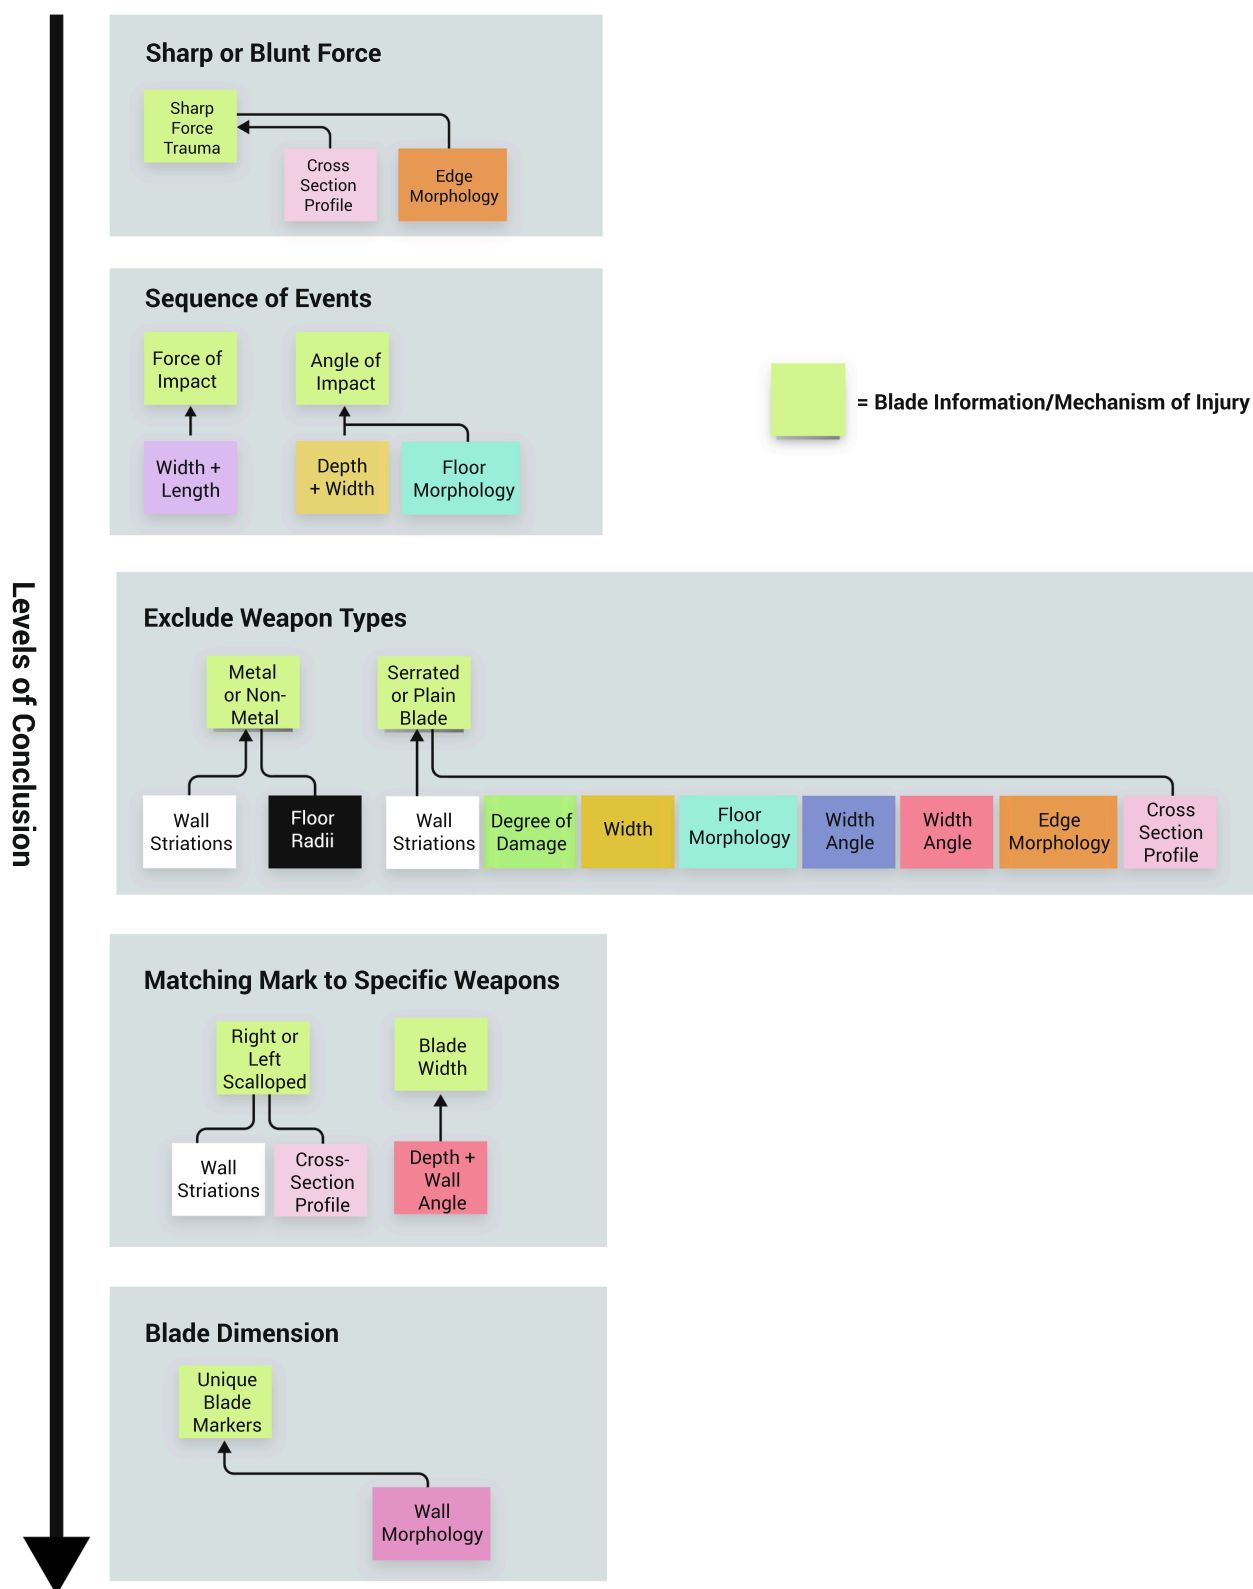 Levels of Conclusion
Sharp or Blunt Force
Sharp
Force
Trauma
Cross
Section
Profile
Edge
Morphology
Sequence of Events
Force of
Impact
Angle of
Impact
Width +
Length
Depth
+ Width
Floor
Morphology
= Blade Information/Mechanism of Injury
Exclude Weapon Types
Metal
or Non-
Metal
Serrated
or Plain
Blade
Wall
Striations
Floor
Radii
Wall
Striations
Degree of
Damage
Width
Floor
Morphology
Width
Angle
Width
Angle
Edge
Morphology
Cross
Section
Profile
Matching Mark to Specific Weapons
Right or
Left
Scalloped
Blade
Width
Wall
Striations
Cross-
Section
Profile
Depth +
Wall
Angle
Blade Dimension
Unique
Blade
Markers
Wall
Morphology